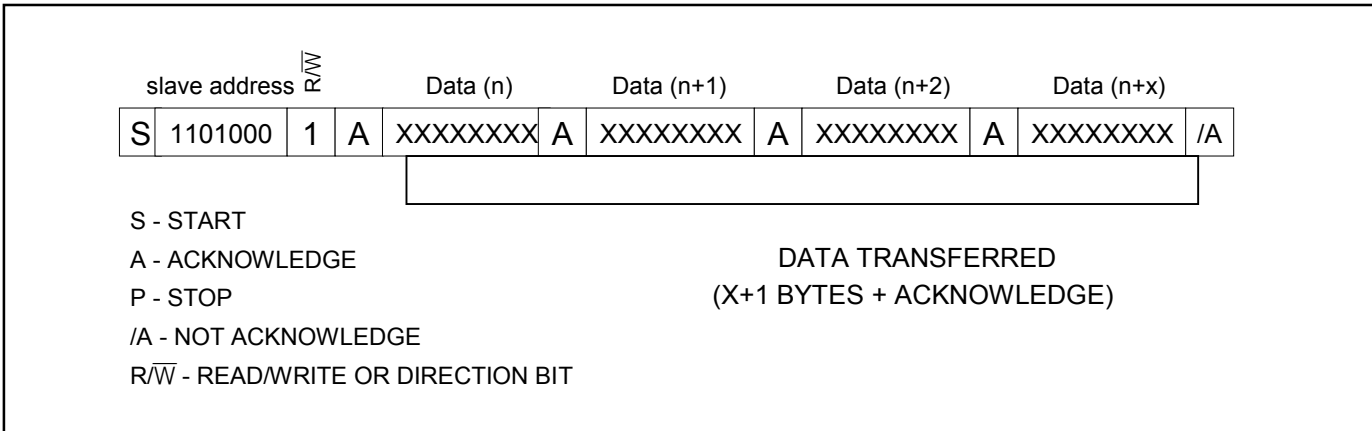 slave address R/W̅ Data (n) Data (n+1) Data (n+2) Data (n+x)
S 1101000 1 A XXXXXXXX A XXXXXXXX A XXXXXXXX A XXXXXXXX /A
S - START
A - ACKNOWLEDGE
P - STOP
/A - NOT ACKNOWLEDGE
R/W̅ - READ/WRITE OR DIRECTION BIT
DATA TRANSFERRED
(X+1 BYTES + ACKNOWLEDGE)